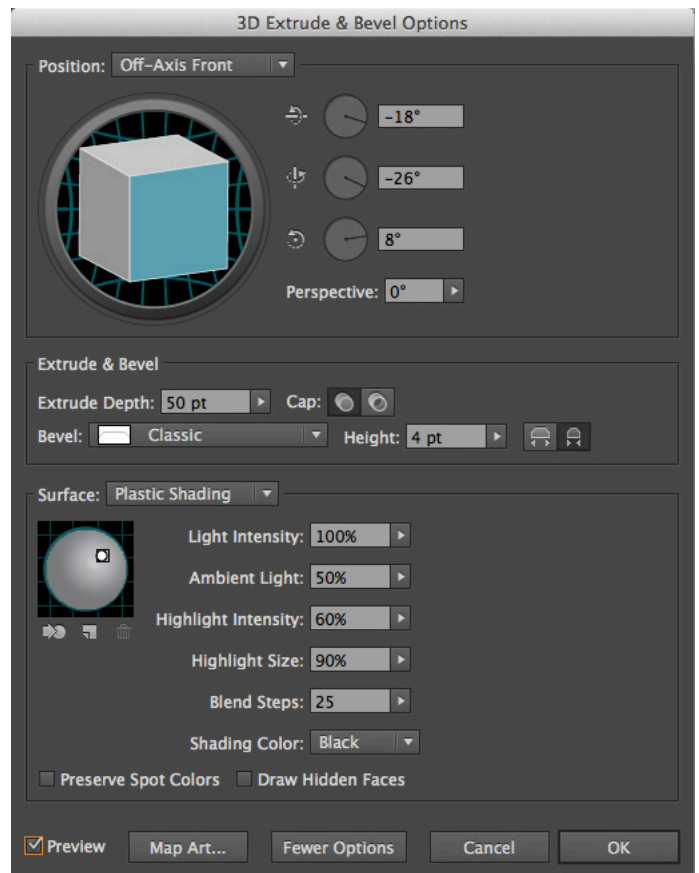 3D Extrude & Bevel Options
Position: Off-Axis Front
-18°
-26°
8°
Perspective: 0°
Extrude & Bevel
Extrude Depth: 50 pt Cap:
Bevel: Classic Height: 4 pt
Surface: Plastic Shading
Light Intensity: 100%
Ambient Light: 50%
Highlight Intensity: 60%
Highlight Size: 90%
Blend Steps: 25
Shading Color: Black
Preserve Spot Colors Draw Hidden Faces
Preview Map Art... Fewer Options Cancel OK